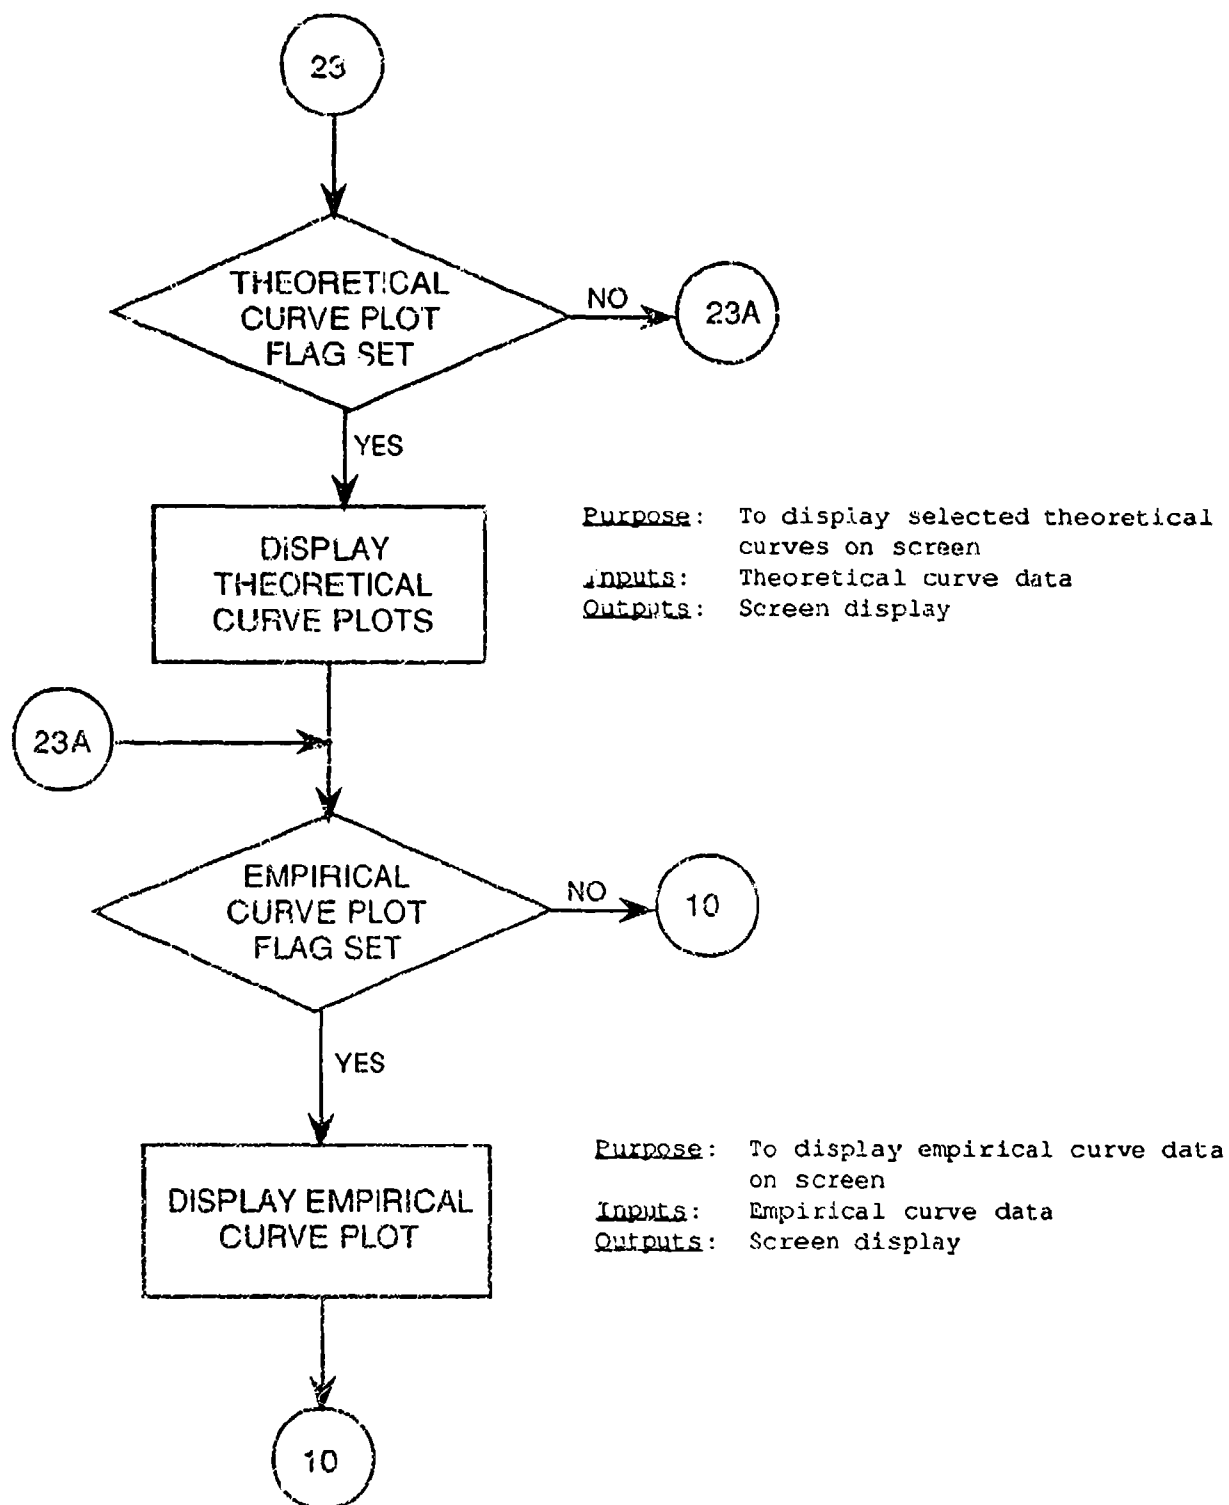 23
THEORETICAL
CURVE PLOT
FLAG SET
NO
23A
YES
DISPLAY
THEORETICAL
CURVE PLOTS
Purpose: To display selected theoretical
curves on screen
Inputs: Theoretical curve data
Outputs: Screen display
23A
EMPIRICAL
CURVE PLOT
FLAG SET
NO
10
YES
DISPLAY EMPIRICAL
CURVE PLOT
Purpose: To display empirical curve data
on screen
Inputs: Empirical curve data
Outputs: Screen display
10